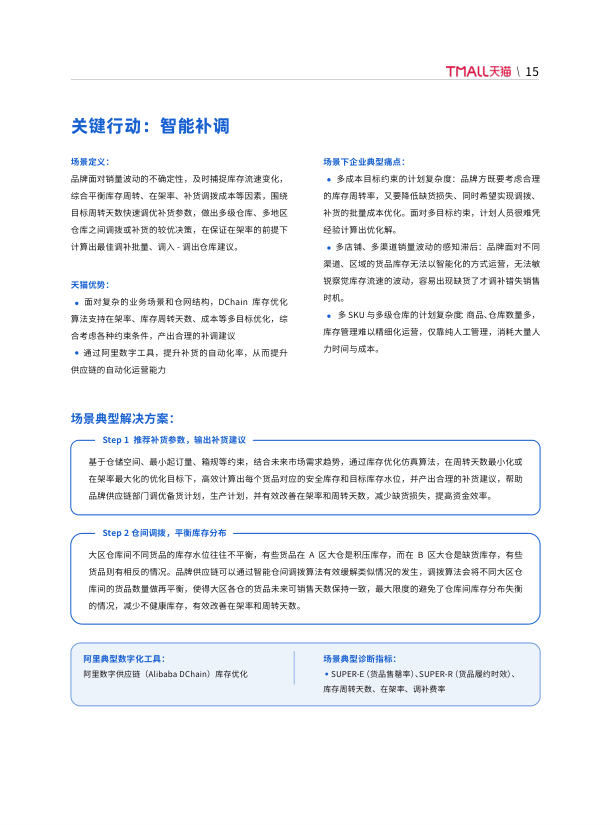 TMALL天猫 \ 15
关键行动：智能补调
场景定义：
品牌面对销量波动的不确定性，及时捕捉库存流速变化，
综合平衡库存周转、在架率、补货调拨成本等因素，围绕
目标周转天数快速调优补货参数，做出多级仓库、多地区
仓库之间调拨或补货的较优决策，在保证在架率的前提下
计算出最佳调补批量、调入 - 调出仓库建议。
天猫优势：
• 面对复杂的业务场景和仓网结构，DChain 库存优化
算法支持在架率、库存周转天数、成本等多目标优化，综
合考虑各种约束条件，产出合理的补调建议
• 通过阿里数字工具，提升补货的自动化率，从而提升
供应链的自动化运营能力
场景下企业典型痛点：
• 多成本目标约束的计划复杂度：品牌方既要考虑合理
的库存周转率，又要降低缺货损失、同时希望实现调拨、
补货的批量成本优化。面对多目标约束，计划人员很难凭
经验计算出优化解。
• 多店铺、多渠道销量波动的感知滞后：品牌面对不同
渠道、区域的货品库存无法以智能化的方式运营，无法敏
锐察觉库存流速的波动，容易出现缺货了才调补错失销售
时机。
• 多 SKU 与多级仓库的计划复杂度：商品、仓库数量多，
库存管理难以精细化运营，仅靠纯人工管理，消耗大量人
力时间与成本。
场景典型解决方案：
Step 1 推荐补货参数，输出补货建议
基于仓储空间、最小起订量、箱规等约束，结合未来市场需求趋势，通过库存优化仿真算法，在周转天数最小化或
在架率最大化的优化目标下，高效计算出每个货品对应的安全库存和目标库存水位，并产出合理的补货建议，帮助
品牌供应链部门调优备货计划，生产计划，并有效改善在架率和周转天数，减少缺货损失，提高资金效率。
Step 2 仓间调拨，平衡库存分布
大区仓库间不同货品的库存水位往往不平衡，有些货品在 A 区大仓是积压库存，而在 B 区大仓是缺货库存，有些
货品则有相反的情况。品牌供应链可以通过智能仓间调拨算法有效缓解类似情况的发生，调拨算法会将不同大区仓
库间的货品数量做再平衡，使得大区各仓的货品未来可销售天数保持一致，最大限度的避免了仓库间库存分布失衡
的情况，减少不健康库存，有效改善在架率和周转天数。
阿里典型数字化工具：
阿里数字供应链（Alibaba DChain）库存优化
场景典型诊断指标：
• SUPER-E（货品售罄率）、SUPER-R（货品履约时效）、
库存周转天数、在架率、调补费率